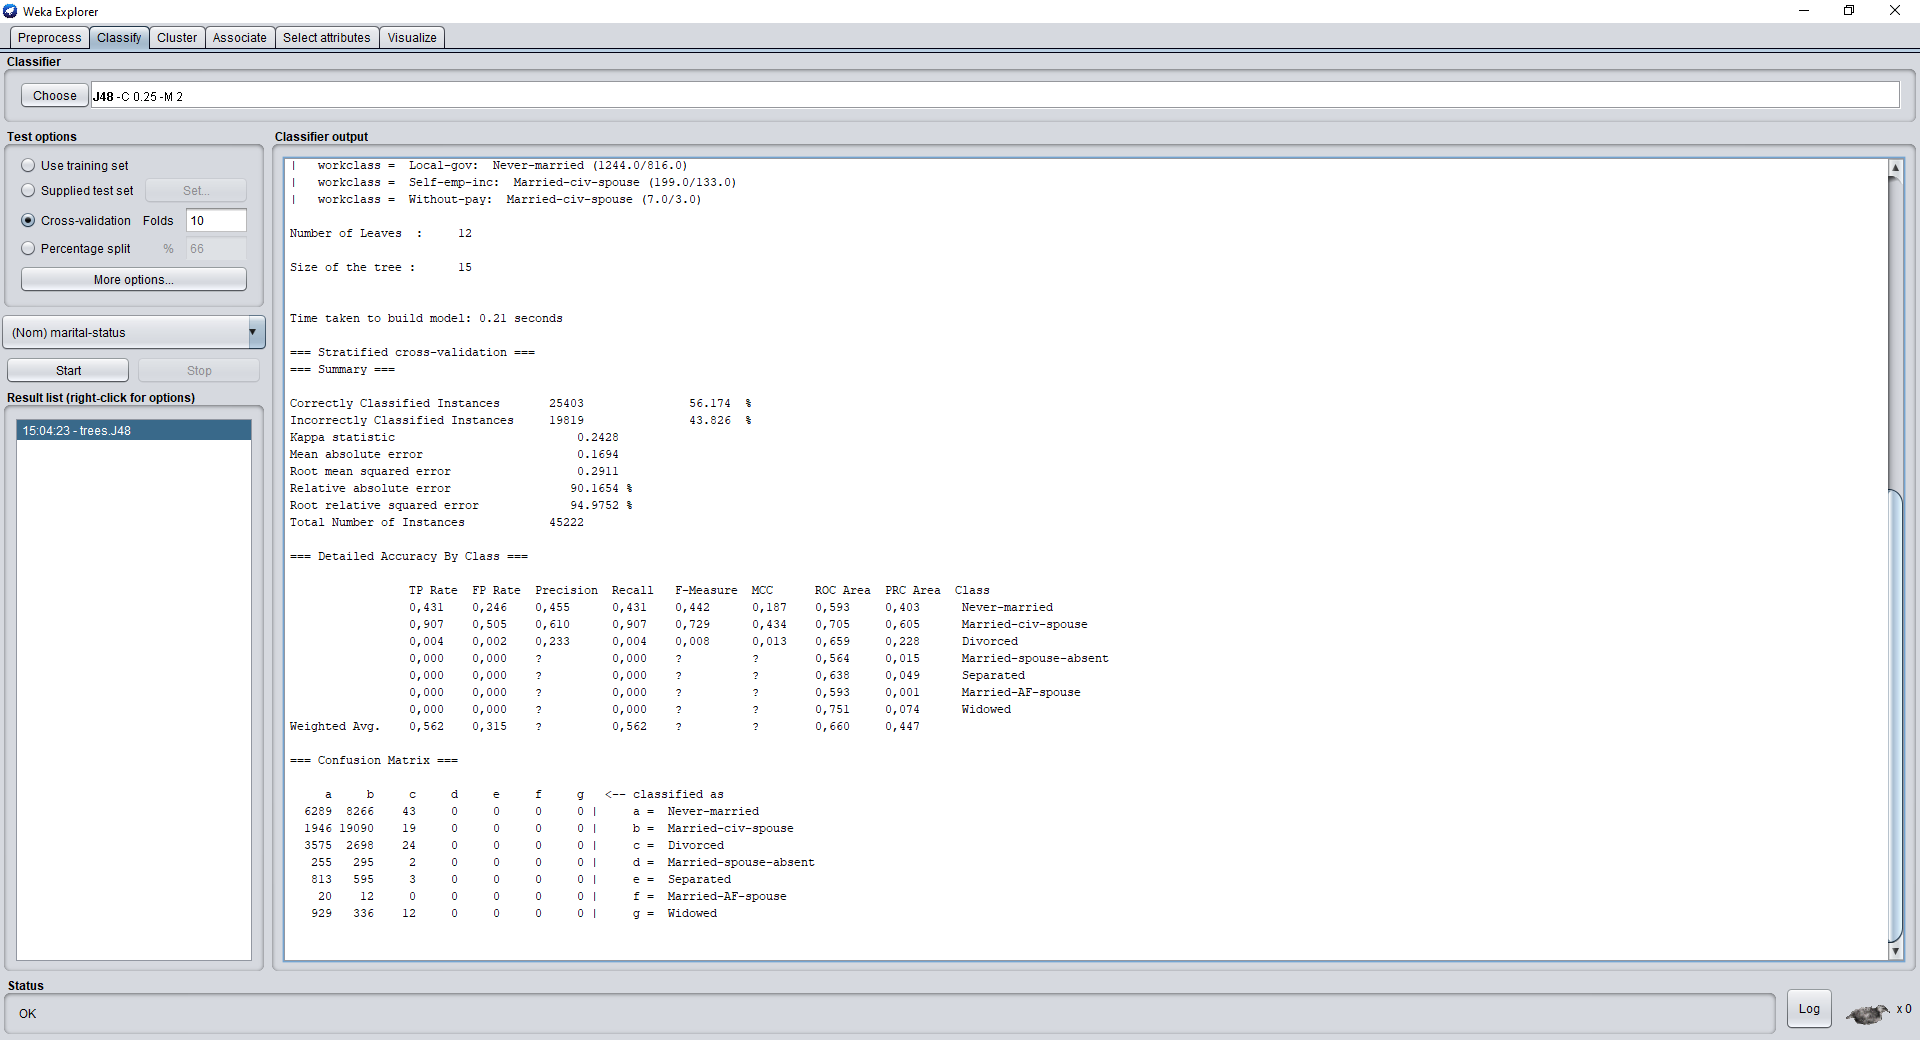 Weka Explorer
Preprocess Classify Cluster Associate Select attributes Visualize
Classifier
Choose J48 -C 0.25 -M 2
Test options
Use training set
Supplied test set Set...
Cross-validation Folds 10
Percentage split % 66
More options...
(Nom) marital-status
Start Stop
Result list (right-click for options)
15:04:23 - trees.J48
Classifier output
|   workclass =  Local-gov:  Never-married (1244.0/816.0)
|   workclass =  Self-emp-inc:  Married-civ-spouse (199.0/133.0)
|   workclass =  Without-pay:  Married-civ-spouse (7.0/3.0)
Number of Leaves  :     12
Size of the tree :      15
Time taken to build model: 0.21 seconds
=== Stratified cross-validation ===
=== Summary ===
Correctly Classified Instances       25403               56.174  %
Incorrectly Classified Instances     19819               43.826  %
Kappa statistic                          0.2428
Mean absolute error                      0.1694
Root mean squared error                  0.2911
Relative absolute error                 90.1654 %
Root relative squared error             94.9752 %
Total Number of Instances            45222
=== Detailed Accuracy By Class ===
TP Rate  FP Rate  Precision  Recall   F-Measure  MCC      ROC Area  PRC Area  Class
0,431    0,246    0,455      0,431    0,442      0,187    0,593     0,403      Never-married
0,907    0,505    0,610      0,907    0,729      0,434    0,705     0,605      Married-civ-spouse
0,004    0,002    0,233      0,004    0,008      0,013    0,659     0,228      Divorced
0,000    0,000    ?          0,000    ?          ?        0,564     0,015      Married-spouse-absent
0,000    0,000    ?          0,000    ?          ?        0,638     0,049      Separated
0,000    0,000    ?          0,000    ?          ?        0,593     0,001      Married-AF-spouse
0,000    0,000    ?          0,000    ?          ?        0,751     0,074      Widowed
Weighted Avg.    0,562    0,315    ?          0,562    ?          ?        0,660     0,447
=== Confusion Matrix ===
a     b     c     d     e     f     g   <-- classified as
6289  8266    43     0     0     0     0 |     a =  Never-married
1946 19090    19     0     0     0     0 |     b =  Married-civ-spouse
3575  2698    24     0     0     0     0 |     c =  Divorced
255   295     2     0     0     0     0 |     d =  Married-spouse-absent
813   595     3     0     0     0     0 |     e =  Separated
20    12     0     0     0     0     0 |     f =  Married-AF-spouse
929   336    12     0     0     0     0 |     g =  Widowed
Status
OK
Log x 0